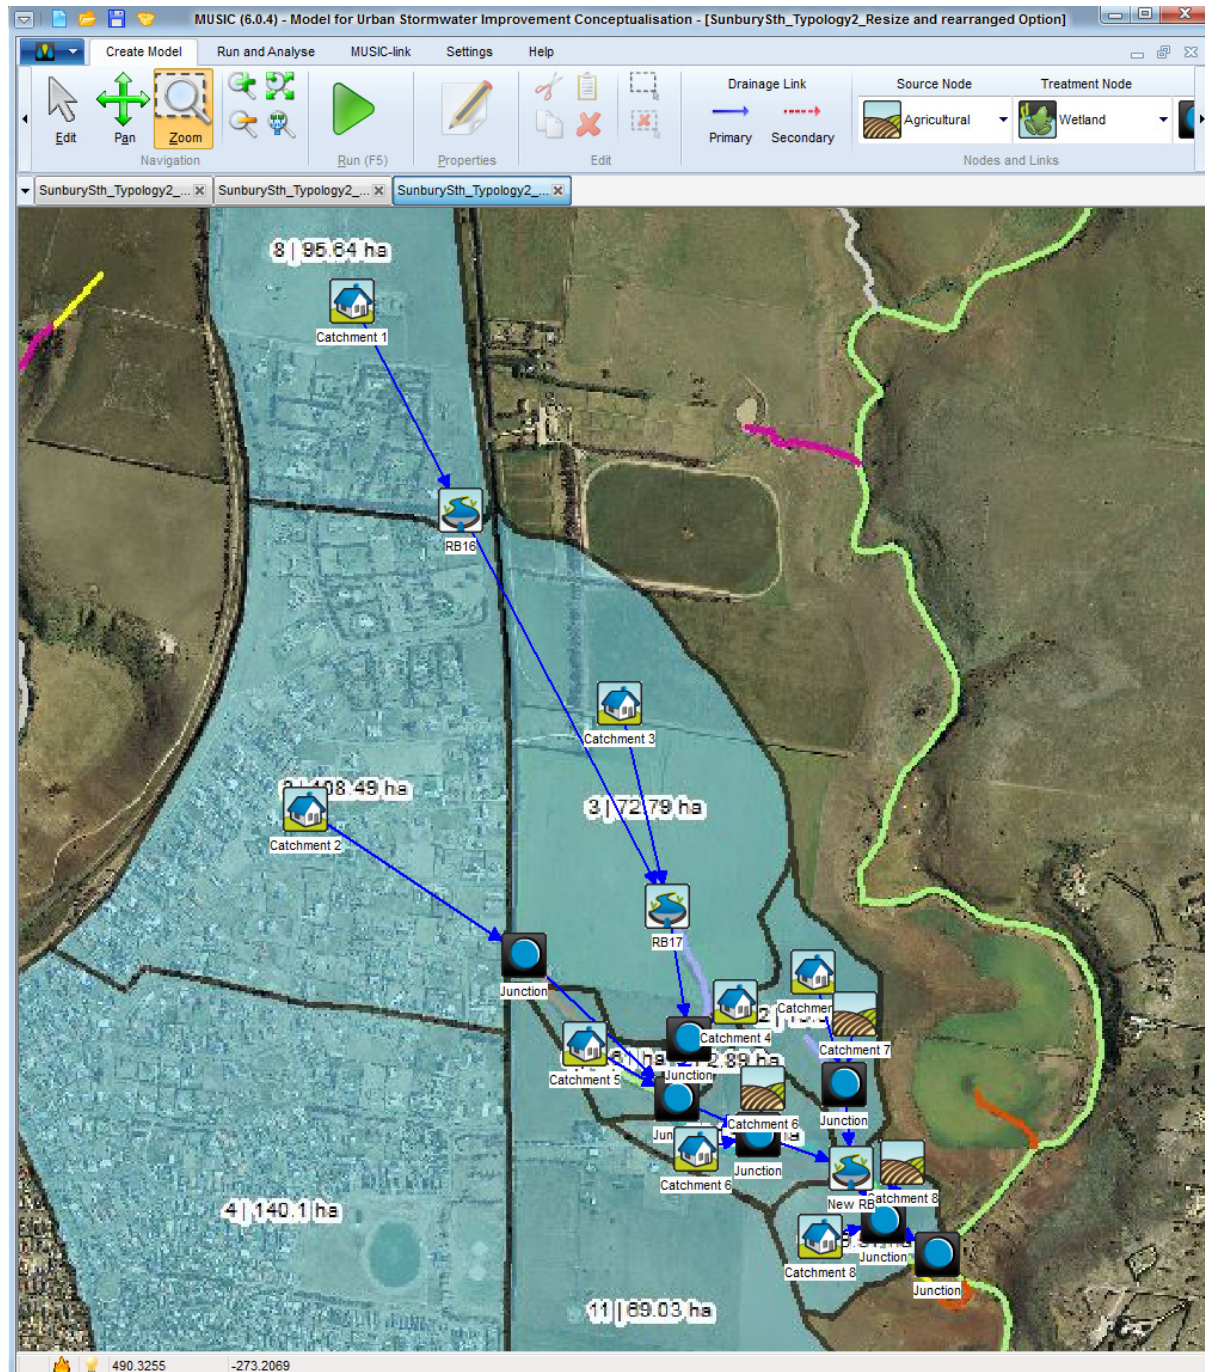 MUSIC (6.0.4) - Model for Urban Stormwater Improvement Conceptualisation - [SunburySth_Typology2_Resize and rearranged Option]
Create Model Run and Analyse MUSIC-link Settings Help
Drainage Link Source Node Treatment Node
Agricultural Wetland
Edit Pan Zoom Run (F5) Properties Primary Secondary
Navigation Edit Nodes and Links
SunburySth_Typology2_... SunburySth_Typology2_... SunburySth_Typology2_...
8 | 95.64 ha
Catchment 1
RB16
Catchment 3
108.49 ha
3 | 72.79 ha
Catchment 2
RB17
Junction
Catchment 4
Catchment 7
Junction
Catchment 5
Junction
Catchment 6
Junction
Catchment 6
New RB
Catchment 8
4 | 140.1 ha
Junction
Catchment 8
Junction
11 | 69.03 ha
490.3255 -273.2069